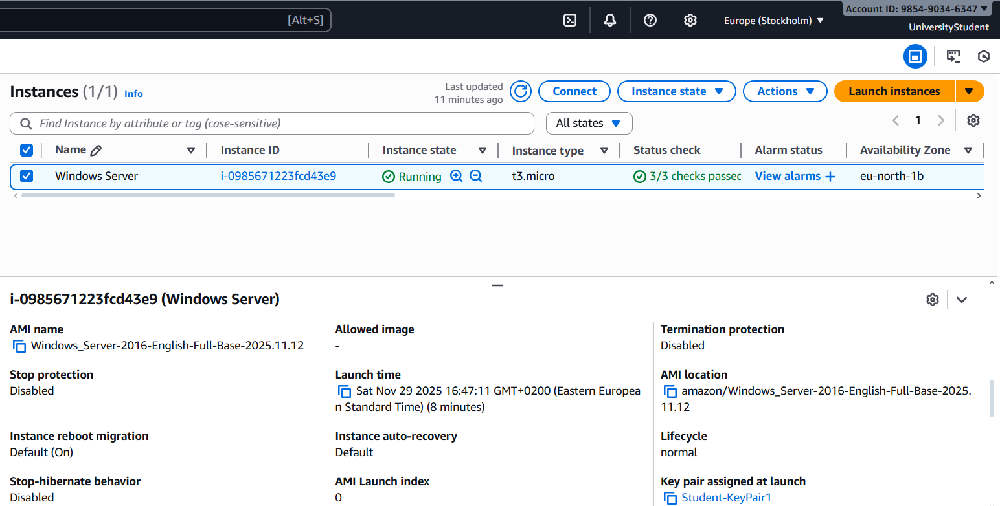 [Alt+S]
Europe (Stockholm)
Account ID: 9854-9034-6347
UniversityStudent
Instances (1/1) Info
Last updated
11 minutes ago
Connect
Instance state
Actions
Launch instances
Find Instance by attribute or tag (case-sensitive)
All states
1
Name
Instance ID
Instance state
Instance type
Status check
Alarm status
Availability Zone
Windows Server
i-0985671223fcd43e9
Running
t3.micro
3/3 checks passed
View alarms +
eu-north-1b
i-0985671223fcd43e9 (Windows Server)
AMI name
Windows_Server-2016-English-Full-Base-2025.11.12
Allowed image
-
Termination protection
Disabled
Stop protection
Disabled
Launch time
Sat Nov 29 2025 16:47:11 GMT+0200 (Eastern Europea
n Standard Time) (8 minutes)
AMI location
amazon/Windows_Server-2016-English-Full-Base-2025.
11.12
Instance reboot migration
Default (On)
Instance auto-recovery
Default
Lifecycle
normal
Stop-hibernate behavior
Disabled
AMI Launch index
0
Key pair assigned at launch
Student-KeyPair1